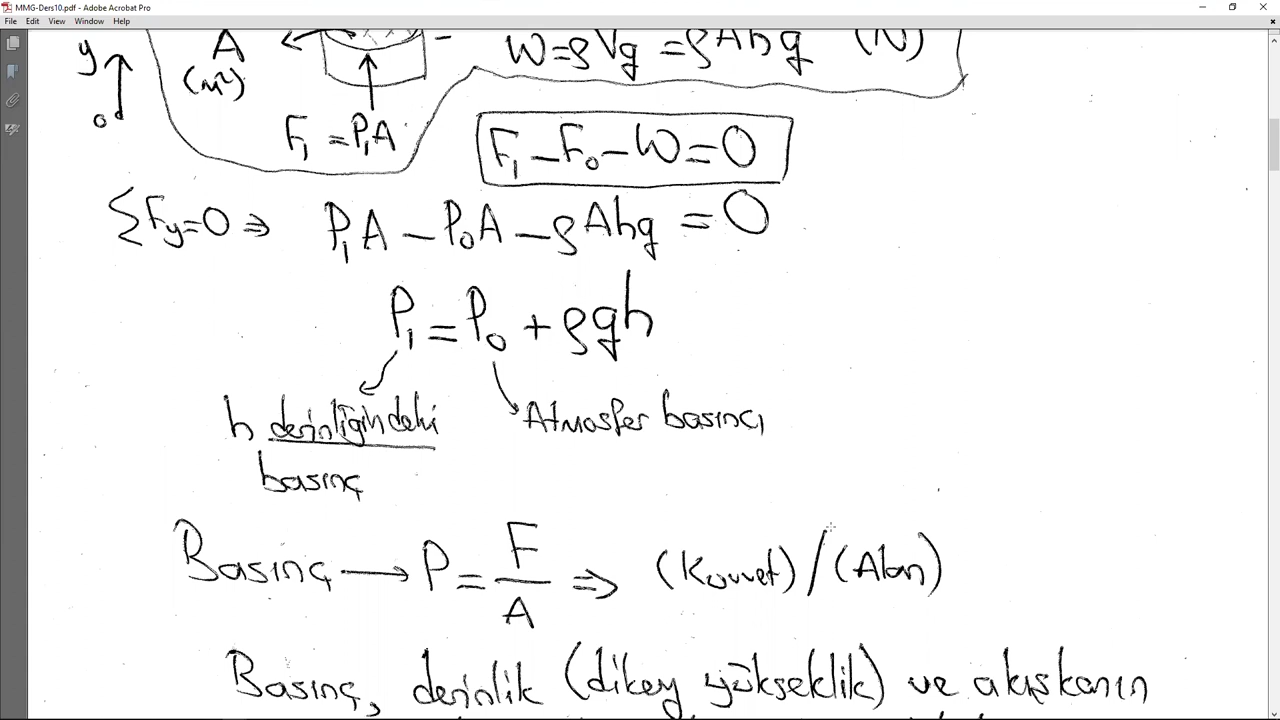 MMG-Ders10.pdf - Adobe Acrobat Pro
File Edit View Window Help
y
A
(m²)
W=ρVg =ρAhg (N)
0
F₁ =P₁A
F₁ – F₀ – W = 0
ΣFy=0 ⇒ P₁A – P₀A – ρAhg = 0
P₁ = P₀ + ρgh
h derinliğindeki
basınç
Atmosfer basıncı
Basınç → P = F/A ⇒ (Kuvvet) / (Alan)
Basınç, derinlik (dikey yükseklik) ve akışkanın